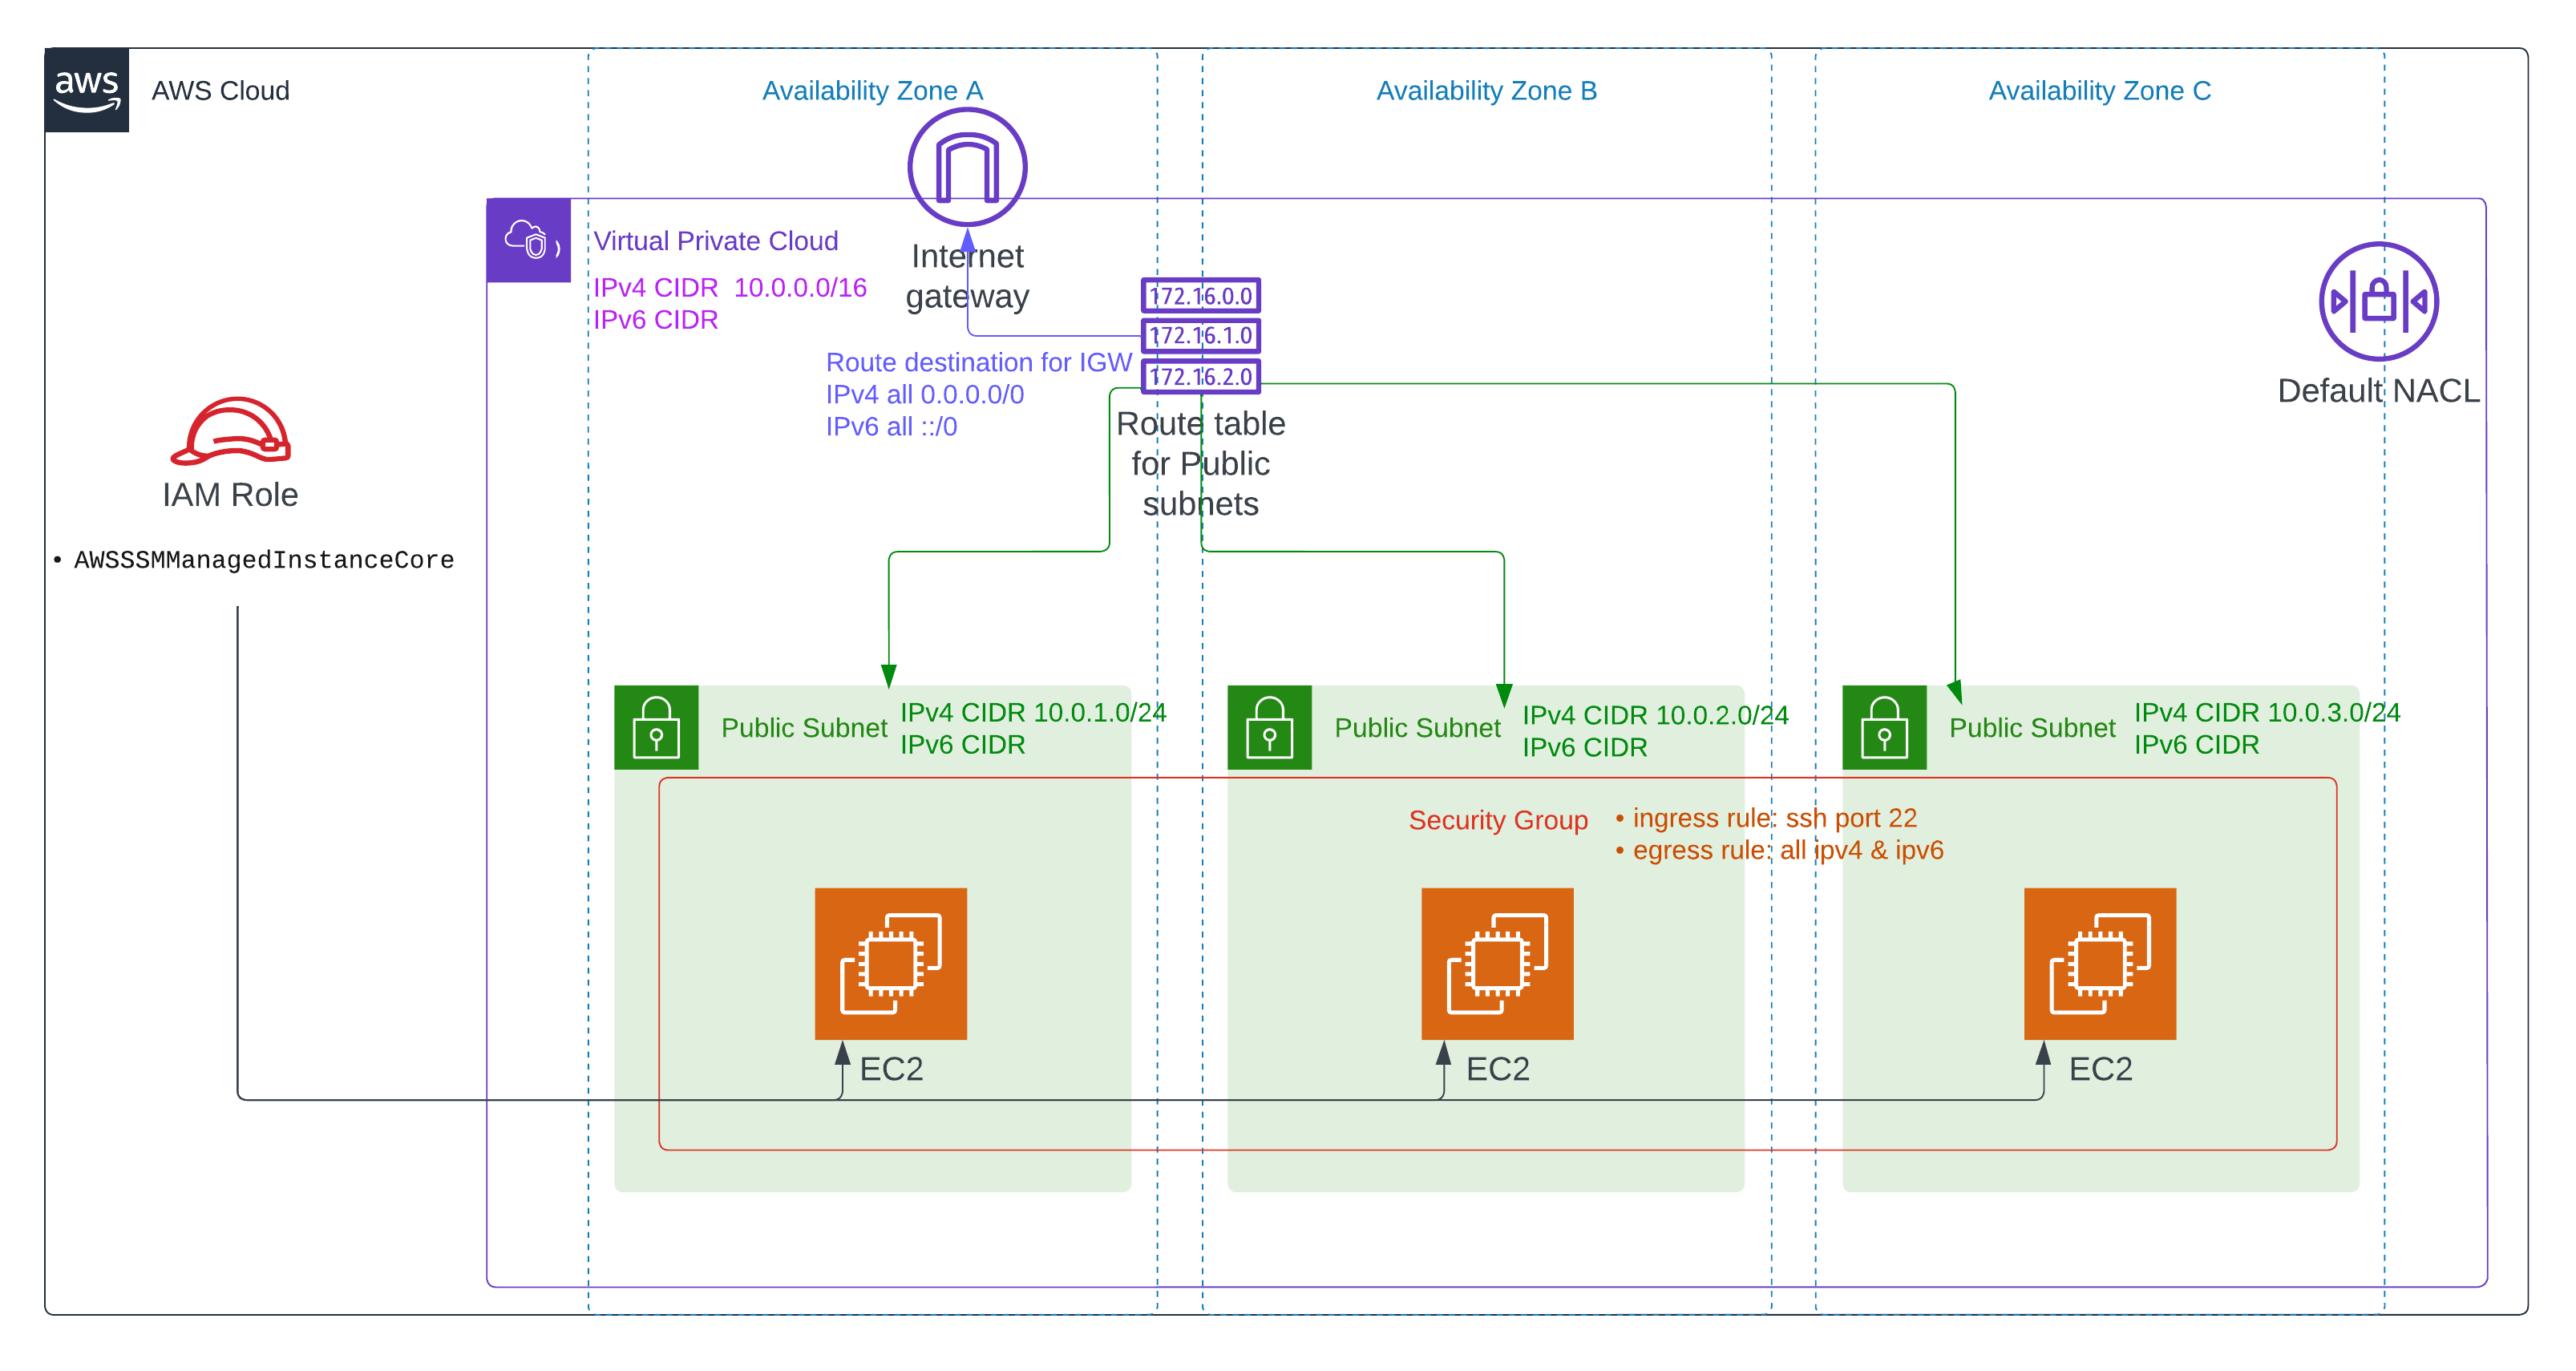 aws
AWS Cloud
Availability Zone A
Availability Zone B
Availability Zone C
Virtual Private Cloud
IPv4 CIDR  10.0.0.0/16
IPv6 CIDR
Internet
gateway
172.16.0.0
172.16.1.0
172.16.2.0
Route destination for IGW
IPv4 all 0.0.0.0/0
IPv6 all ::/0
Route table
for Public
subnets
Default NACL
IAM Role
• AWSSSMManagedInstanceCore
Public Subnet
IPv4 CIDR 10.0.1.0/24
IPv6 CIDR
Public Subnet
IPv4 CIDR 10.0.2.0/24
IPv6 CIDR
Public Subnet
IPv4 CIDR 10.0.3.0/24
IPv6 CIDR
Security Group
• ingress rule: ssh port 22
• egress rule: all ipv4 & ipv6
EC2
EC2
EC2